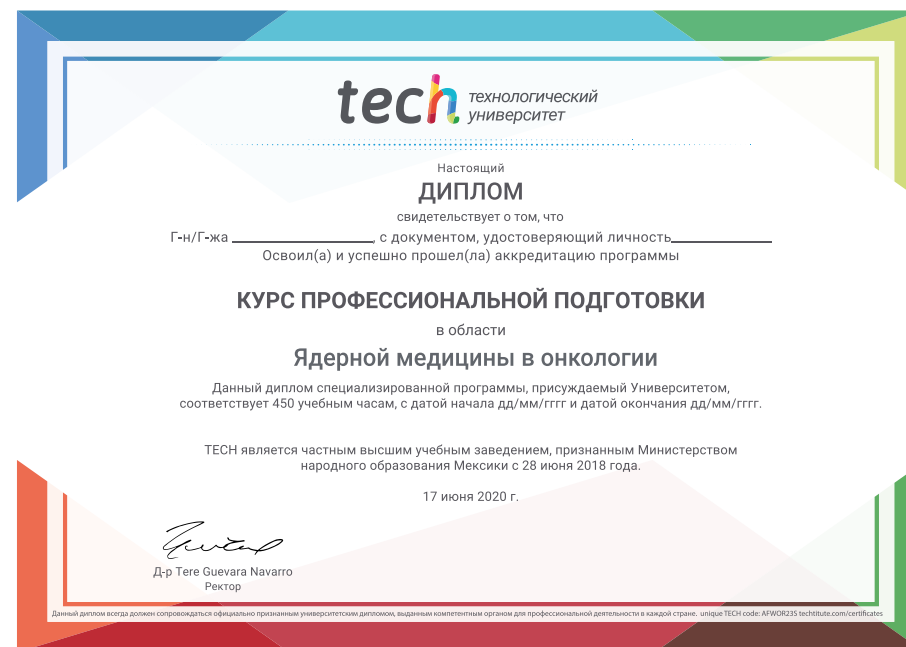 tech технологический
университет
Настоящий
ДИПЛОМ
свидетельствует о том, что
Г-н/Г-жа ____________________, с документом, удостоверяющий личность______________
Освоил(а) и успешно прошел(ла) аккредитацию программы
КУРС ПРОФЕССИОНАЛЬНОЙ ПОДГОТОВКИ
в области
Ядерной медицины в онкологии
Данный диплом специализированной программы, присуждаемый Университетом,
соответствует 450 учебным часам, с датой начала дд/мм/гггг и датой окончания дд/мм/гггг.
TECH является частным высшим учебным заведением, признанным Министерством
народного образования Мексики с 28 июня 2018 года.
17 июня 2020 г.
Д-р Tere Guevara Navarro
Ректор
Данный диплом всегда должен сопровождаться официально признанным университетским дипломом, выданным компетентным органом для профессиональной деятельности в каждой стране. unique TECH code: AFWOR23S techtitute.com/certificates